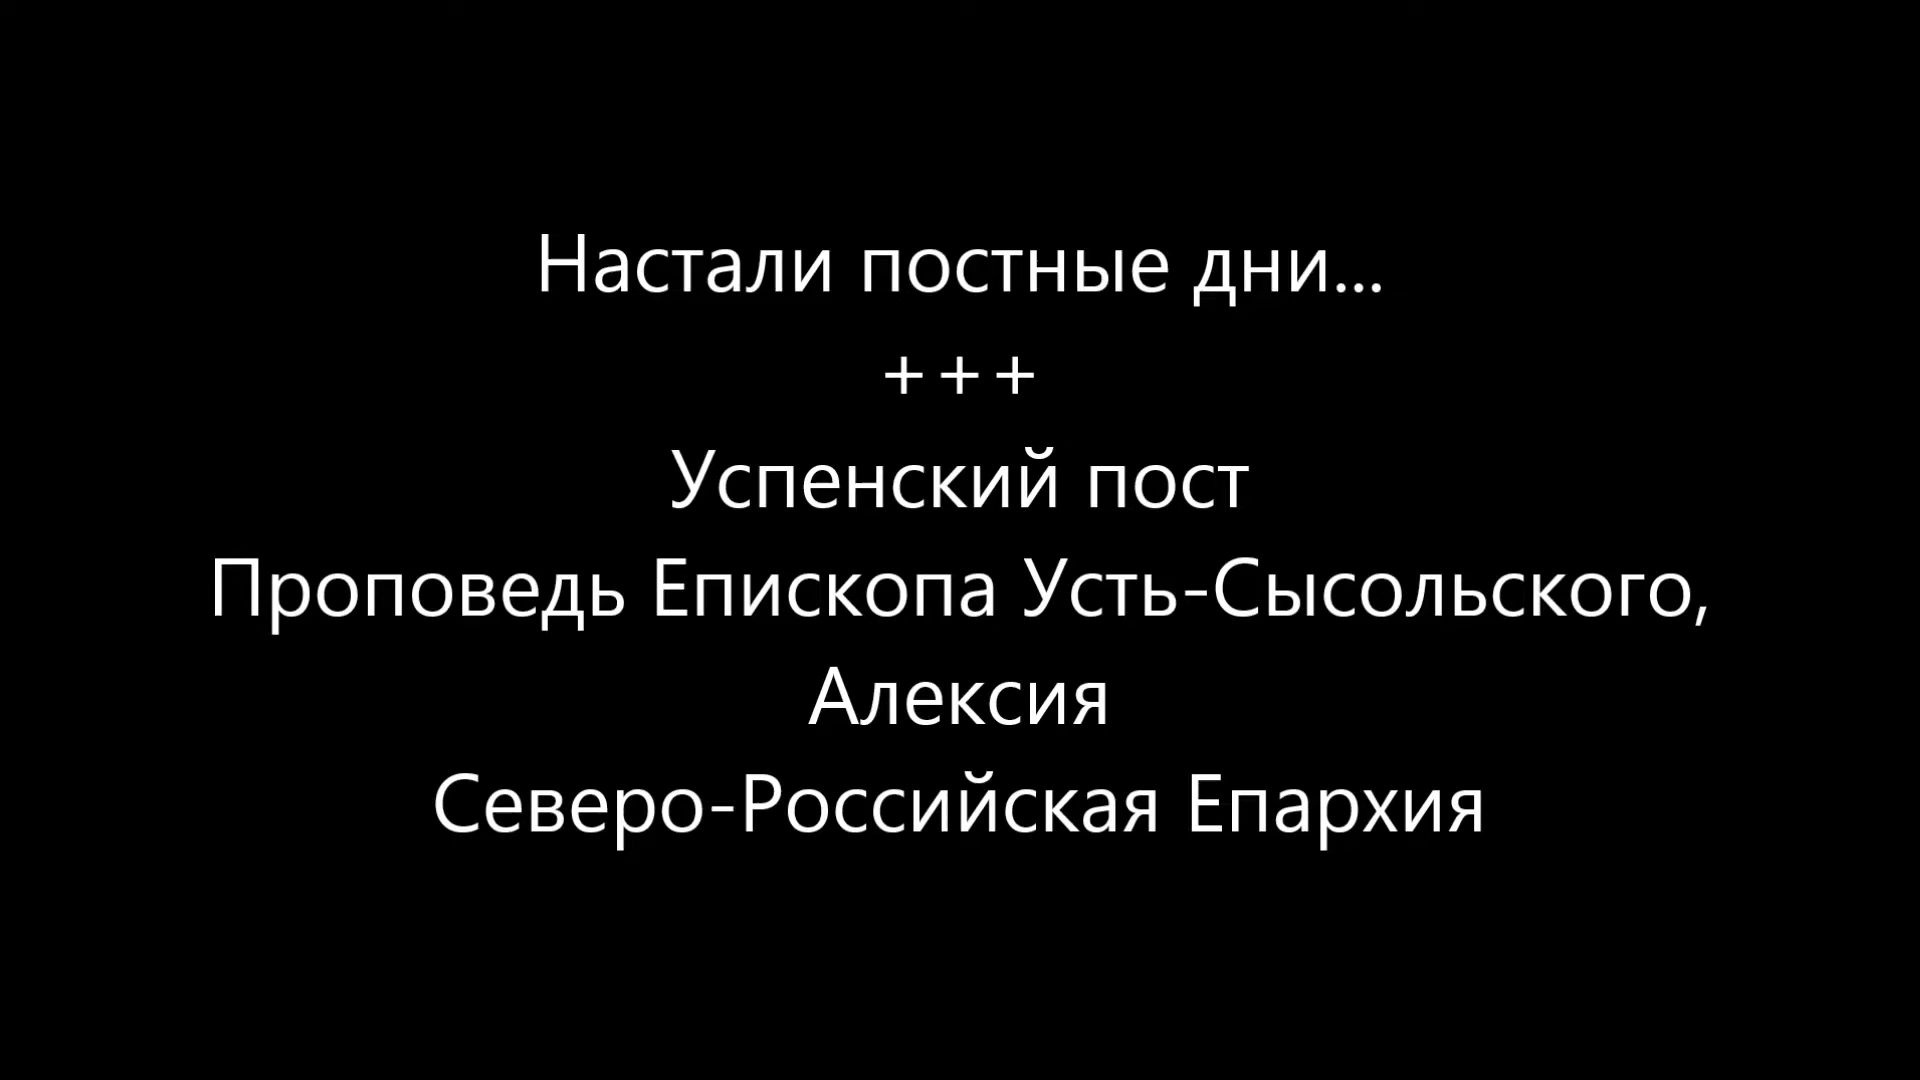 Настали постные дни...
+++
Успенский пост
Проповедь Епископа Усть-Сысольского,
Алексия
Северо-Российская Епархия